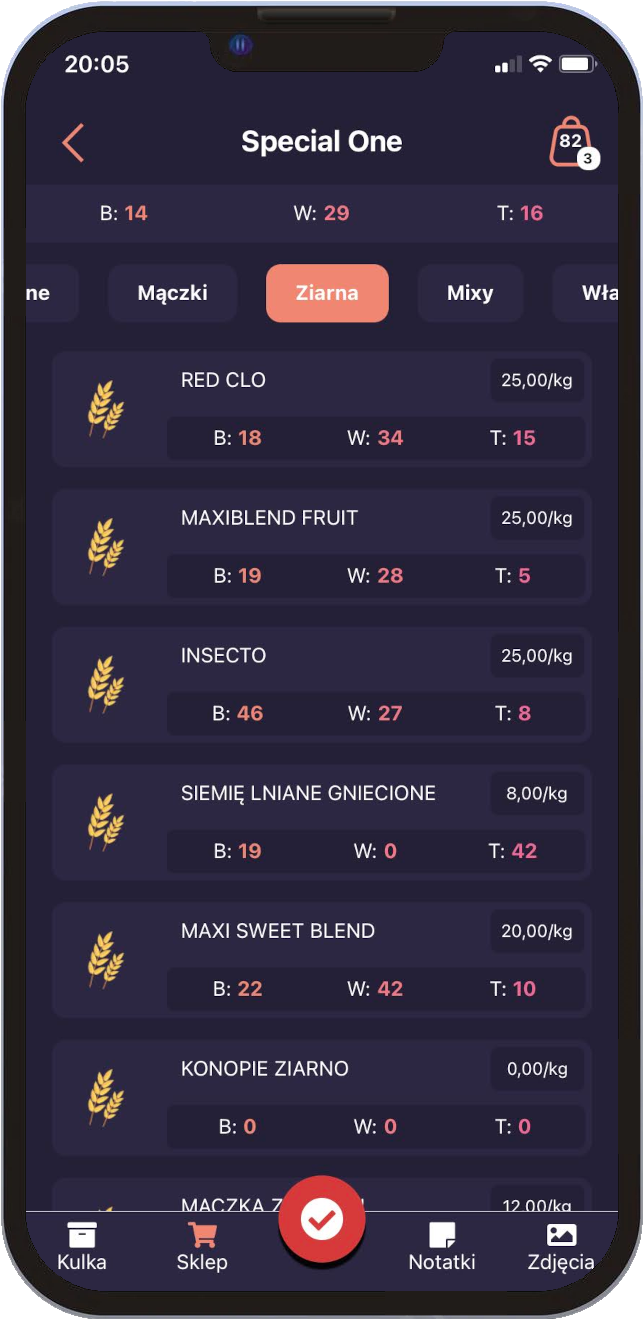 20:05
Special One
82
3
B: 14 W: 29 T: 16
ne Mączki Ziarna Mixy Wła
RED CLO 25,00/kg
B: 18 W: 34 T: 15
MAXIBLEND FRUIT 25,00/kg
B: 19 W: 28 T: 5
INSECTO 25,00/kg
B: 46 W: 27 T: 8
SIEMIĘ LNIANE GNIECIONE 8,00/kg
B: 19 W: 0 T: 42
MAXI SWEET BLEND 20,00/kg
B: 22 W: 42 T: 10
KONOPIE ZIARNO 0,00/kg
B: 0 W: 0 T: 0
12,00/kg
Kulka Sklep Notatki Zdjęcia